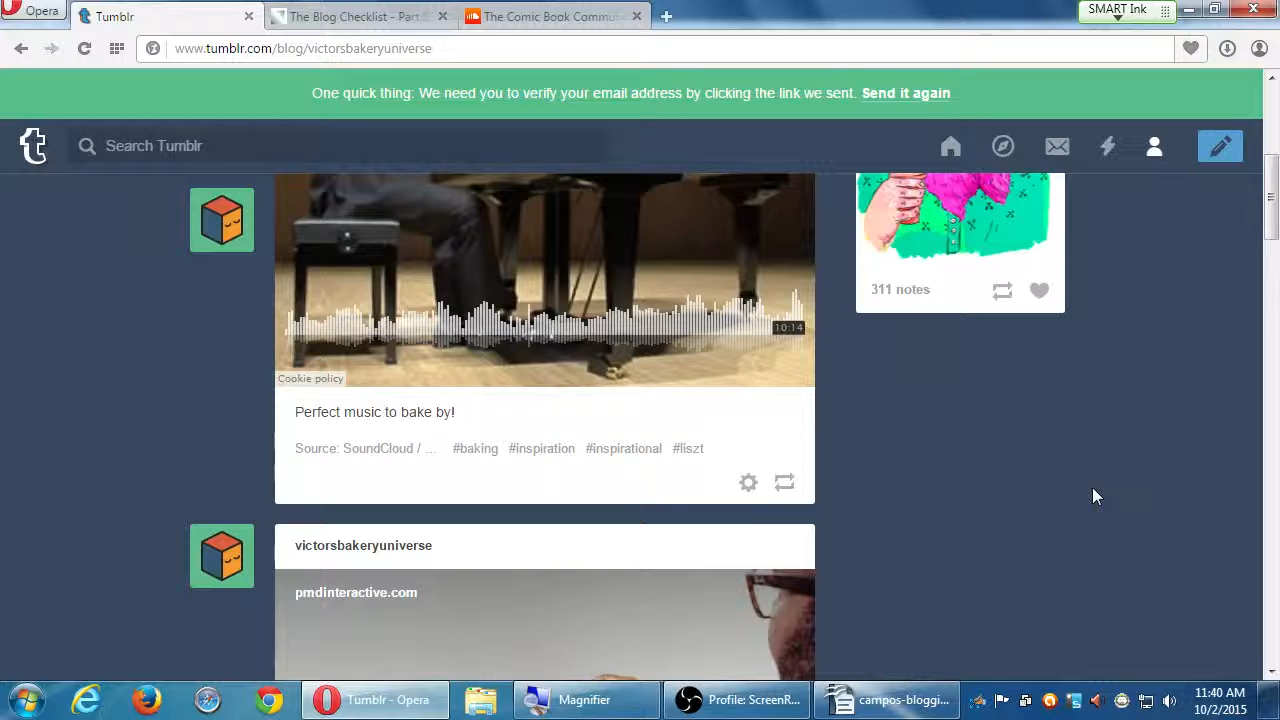 Opera
Tumblr
The Blog Checklist - Part
The Comic Book Commut
SMART Ink
www.tumblr.com/blog/victorsbakeryuniverse
One quick thing: We need you to verify your email address by clicking the link we sent. Send it again
Search Tumblr
10:14
Cookie policy
311 notes
Perfect music to bake by!
Source: SoundCloud / ... #baking #inspiration #inspirational #liszt
victorsbakeryuniverse
pmdinteractive.com
Tumblr - Opera
Magnifier
Profile: ScreenR...
campos-bloggi...
11:40 AM
10/2/2015